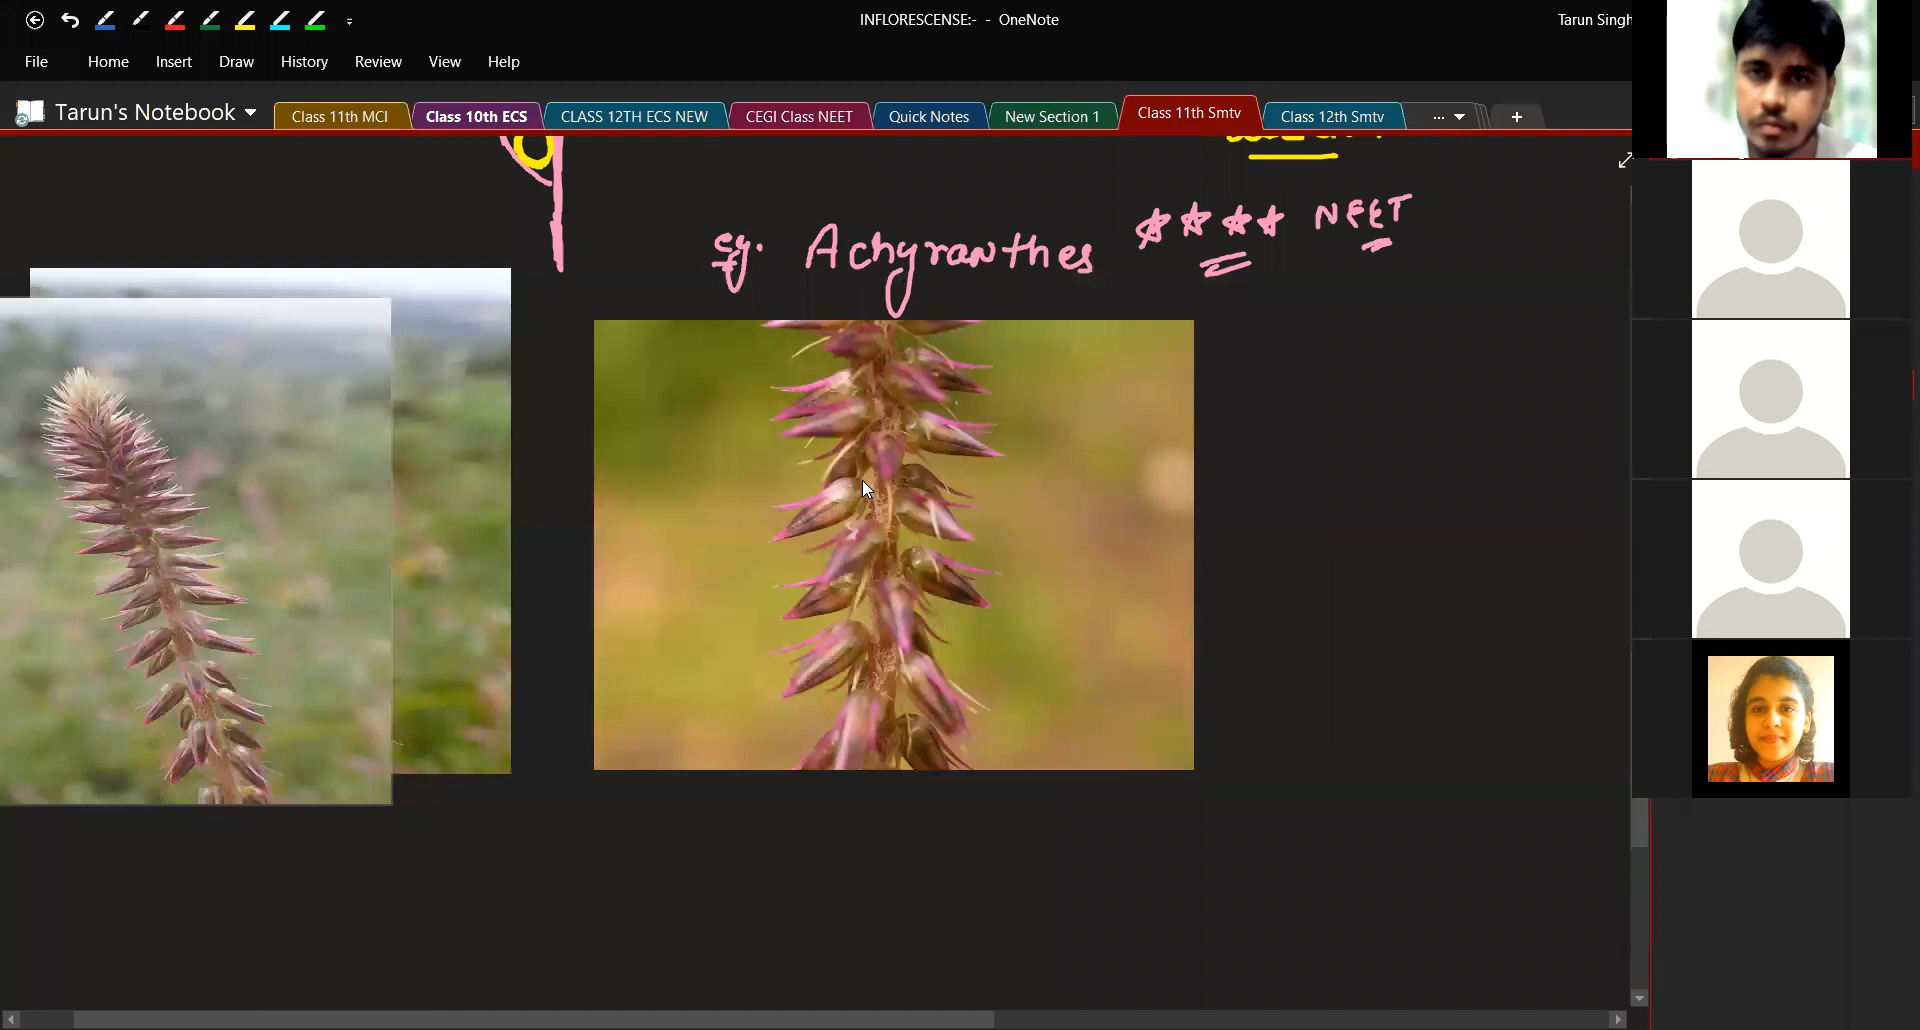 INFLORESCENSE:- - OneNote
Tarun Singh
File Home Insert Draw History Review View Help
Tarun's Notebook
Class 11th MCI
Class 10th ECS
CLASS 12TH ECS NEW
CEGI Class NEET
Quick Notes
New Section 1
Class 11th Smtv
Class 12th Smtv
...
+
eg. Achyranthes
NEET